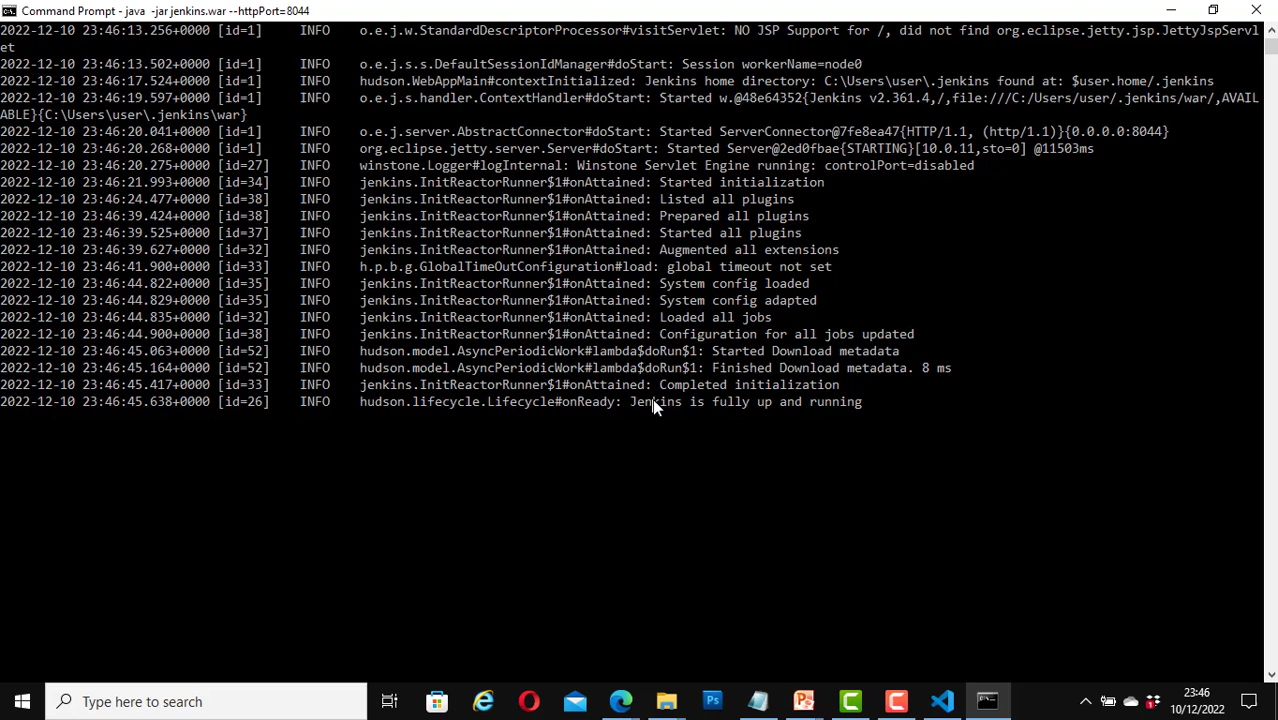 Command Prompt - java  -jar jenkins.war --httpPort=8044
2022-12-10 23:46:13.256+0000 [id=1]     INFO    o.e.j.w.StandardDescriptorProcessor#visitServlet: NO JSP Support for /, did not find org.eclipse.jetty.jsp.JettyJspServl
et
2022-12-10 23:46:13.502+0000 [id=1]     INFO    o.e.j.s.s.DefaultSessionIdManager#doStart: Session workerName=node0
2022-12-10 23:46:17.524+0000 [id=1]     INFO    hudson.WebAppMain#contextInitialized: Jenkins home directory: C:\Users\user\.jenkins found at: $user.home/.jenkins
2022-12-10 23:46:19.597+0000 [id=1]     INFO    o.e.j.s.handler.ContextHandler#doStart: Started w.@48e64352{Jenkins v2.361.4,/,file:///C:/Users/user/.jenkins/war/,AVAIL
ABLE}{C:\Users\user\.jenkins\war}
2022-12-10 23:46:20.041+0000 [id=1]     INFO    o.e.j.server.AbstractConnector#doStart: Started ServerConnector@7fe8ea47{HTTP/1.1, (http/1.1)}{0.0.0.0:8044}
2022-12-10 23:46:20.268+0000 [id=1]     INFO    org.eclipse.jetty.server.Server#doStart: Started Server@2ed0fbae{STARTING}[10.0.11,sto=0] @11503ms
2022-12-10 23:46:20.275+0000 [id=27]    INFO    winstone.Logger#logInternal: Winstone Servlet Engine running: controlPort=disabled
2022-12-10 23:46:21.993+0000 [id=34]    INFO    jenkins.InitReactorRunner$1#onAttained: Started initialization
2022-12-10 23:46:24.477+0000 [id=38]    INFO    jenkins.InitReactorRunner$1#onAttained: Listed all plugins
2022-12-10 23:46:39.424+0000 [id=38]    INFO    jenkins.InitReactorRunner$1#onAttained: Prepared all plugins
2022-12-10 23:46:39.525+0000 [id=37]    INFO    jenkins.InitReactorRunner$1#onAttained: Started all plugins
2022-12-10 23:46:39.627+0000 [id=32]    INFO    jenkins.InitReactorRunner$1#onAttained: Augmented all extensions
2022-12-10 23:46:41.900+0000 [id=33]    INFO    h.p.b.g.GlobalTimeOutConfiguration#load: global timeout not set
2022-12-10 23:46:44.822+0000 [id=35]    INFO    jenkins.InitReactorRunner$1#onAttained: System config loaded
2022-12-10 23:46:44.829+0000 [id=35]    INFO    jenkins.InitReactorRunner$1#onAttained: System config adapted
2022-12-10 23:46:44.835+0000 [id=32]    INFO    jenkins.InitReactorRunner$1#onAttained: Loaded all jobs
2022-12-10 23:46:44.900+0000 [id=38]    INFO    jenkins.InitReactorRunner$1#onAttained: Configuration for all jobs updated
2022-12-10 23:46:45.063+0000 [id=52]    INFO    hudson.model.AsyncPeriodicWork#lambda$doRun$1: Started Download metadata
2022-12-10 23:46:45.164+0000 [id=52]    INFO    hudson.model.AsyncPeriodicWork#lambda$doRun$1: Finished Download metadata. 8 ms
2022-12-10 23:46:45.417+0000 [id=33]    INFO    jenkins.InitReactorRunner$1#onAttained: Completed initialization
2022-12-10 23:46:45.638+0000 [id=26]    INFO    hudson.lifecycle.Lifecycle#onReady: Jenkins is fully up and running
Type here to search
23:46
10/12/2022